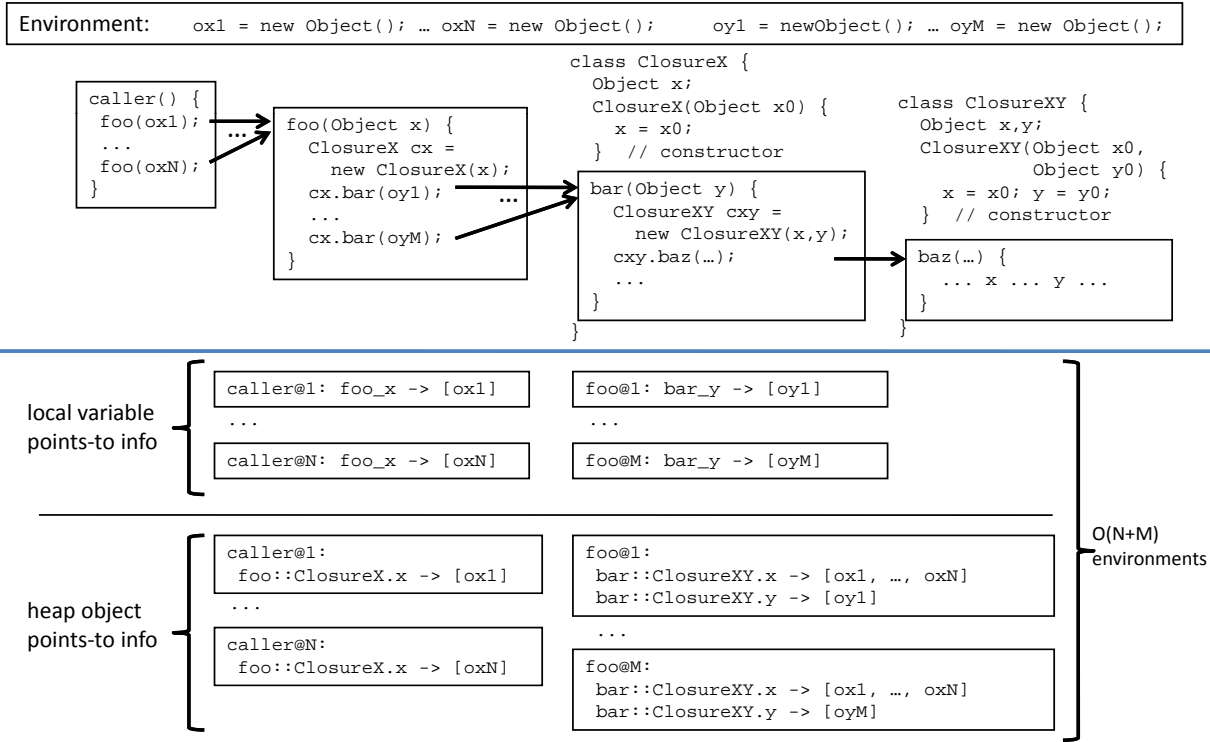 Environment: ox1 = new Object(); … oxN = new Object(); oy1 = newObject(); … oyM = new Object();
caller() {
foo(ox1);
...
foo(oxN);
}
...
foo(Object x) {
ClosureX cx =
new ClosureX(x);
cx.bar(oy1);
...
cx.bar(oyM);
}
...
class ClosureX {
Object x;
ClosureX(Object x0) {
x = x0;
} // constructor
bar(Object y) {
ClosureXY cxy =
new ClosureXY(x,y);
cxy.baz(…);
...
}
}
class ClosureXY {
Object x,y;
ClosureXY(Object x0,
Object y0) {
x = x0; y = y0;
} // constructor
baz(…) {
... x ... y ...
}
}
local variable
points-to info
caller@1: foo_x -> [ox1]
...
caller@N: foo_x -> [oxN]
foo@1: bar_y -> [oy1]
...
foo@M: bar_y -> [oyM]
heap object
points-to info
caller@1:
foo::ClosureX.x -> [ox1]
...
caller@N:
foo::ClosureX.x -> [oxN]
foo@1:
bar::ClosureXY.x -> [ox1, …, oxN]
bar::ClosureXY.y -> [oy1]
...
foo@M:
bar::ClosureXY.x -> [ox1, …, oxN]
bar::ClosureXY.y -> [oyM]
O(N+M)
environments